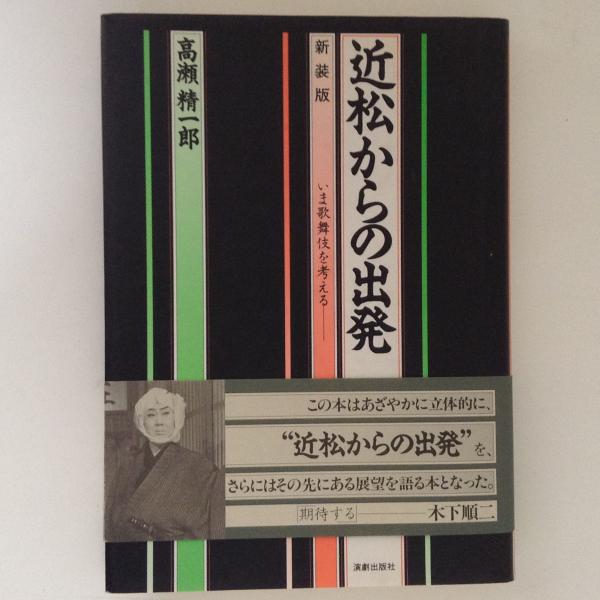 近松からの出発
新装版
いま歌舞伎を考える——
高瀬精一郎
この本はあざやかに立体的に、
“近松からの出発”を、
さらにはその先にある展望を語る本となった。
期待する——木下順二
演劇出版社